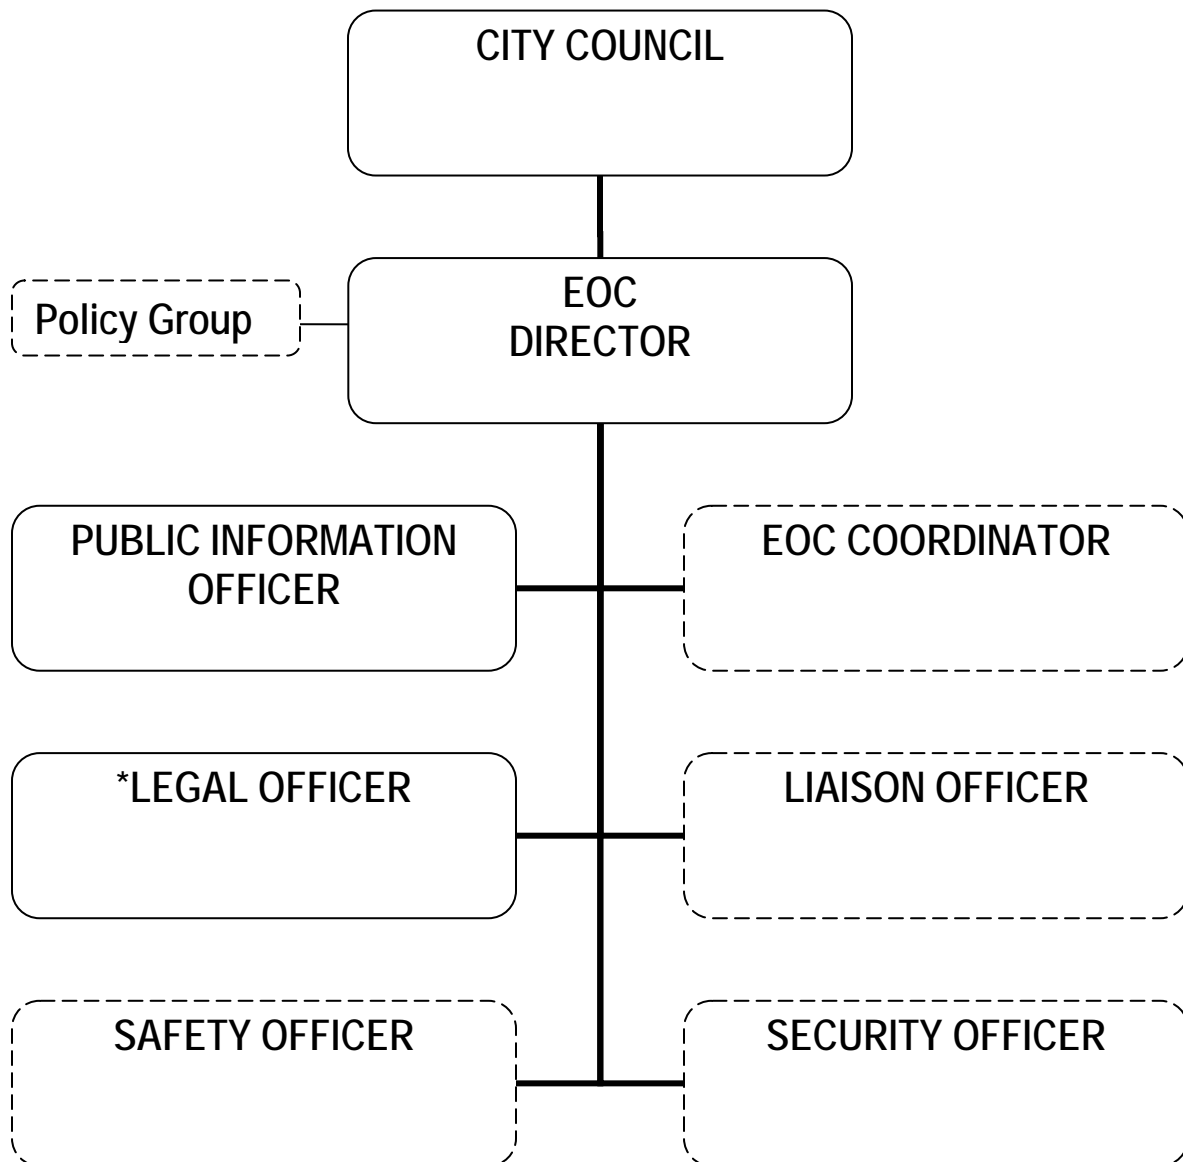 CITY COUNCIL
EOC
DIRECTOR
Policy Group
PUBLIC INFORMATION
OFFICER
EOC COORDINATOR
*LEGAL OFFICER
LIAISON OFFICER
SAFETY OFFICER
SECURITY OFFICER